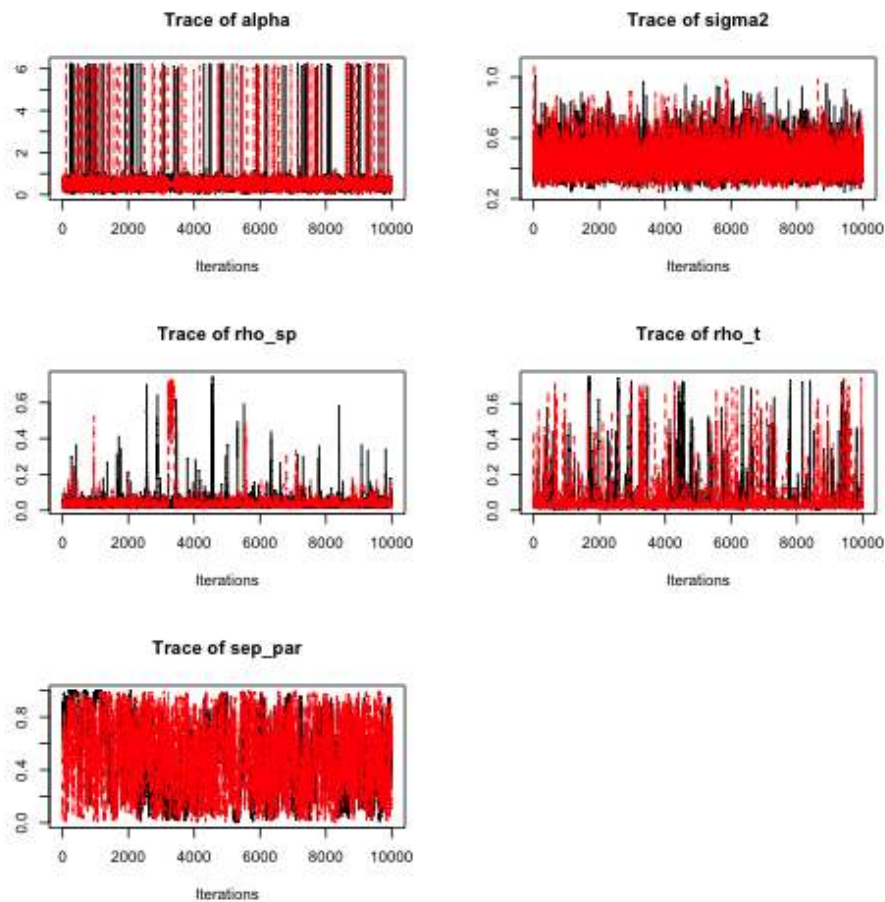 Trace of alpha
6
4
2
0
0 2000 4000 6000 8000 10000
Iterations
Trace of sigma2
1.0
0.6
0.2
0 2000 4000 6000 8000 10000
Iterations
Trace of rho_sp
0.6
0.4
0.2
0.0
0 2000 4000 6000 8000 10000
Iterations
Trace of rho_t
0.6
0.4
0.2
0.0
0 2000 4000 6000 8000 10000
Iterations
Trace of sep_par
0.8
0.4
0.0
0 2000 4000 6000 8000 10000
Iterations